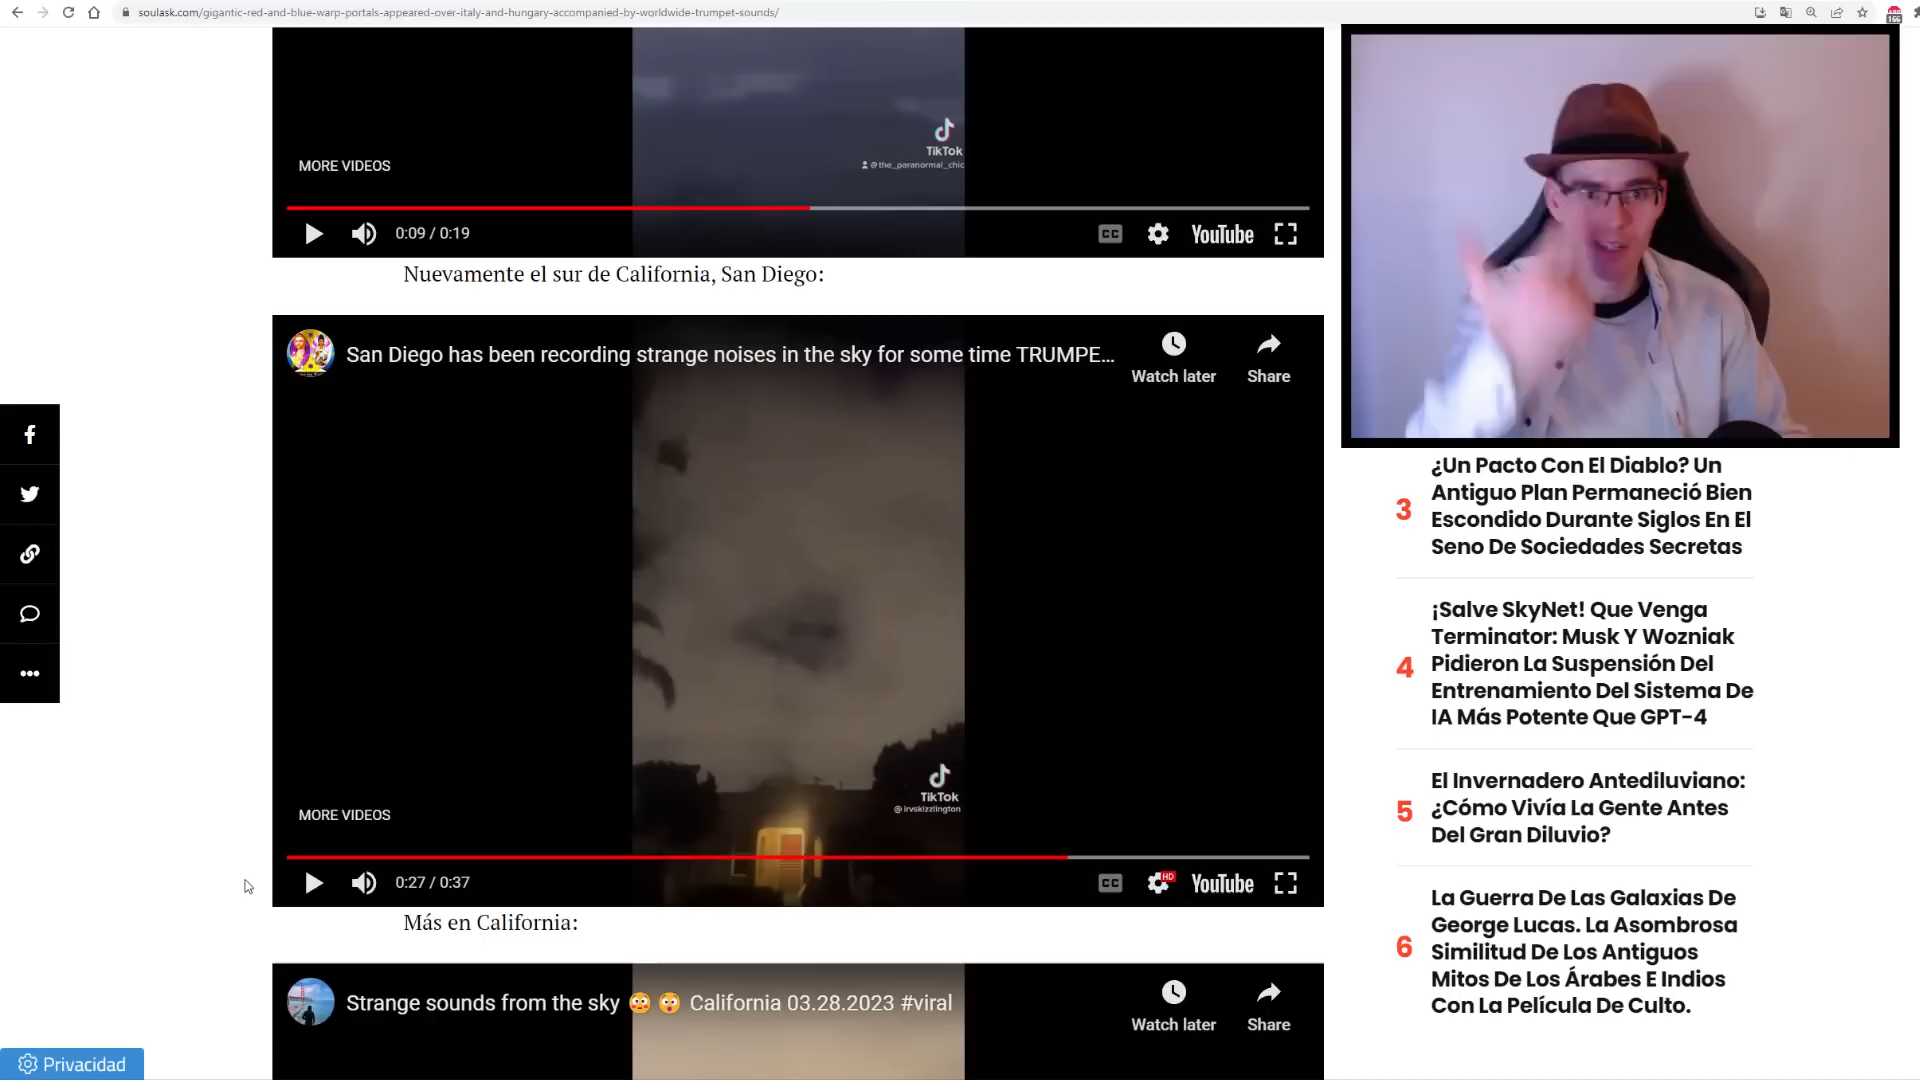 soulask.com/gigantic-red-and-blue-warp-portals-appeared-over-italy-and-hungary-accompanied-by-worldwide-trumpet-sounds/
166
TikTok
@the_paranormal_chic
MORE VIDEOS
0:09 / 0:19
CC
YouTube
Nuevamente el sur de California, San Diego:
San Diego has been recording strange noises in the sky for some time TRUMPE...
Watch later
Share
TikTok
@irvskizzlington
MORE VIDEOS
0:27 / 0:37
CC
HD
YouTube
Más en California:
Strange sounds from the sky 😳 😲 California 03.28.2023 #viral
Watch later
Share
3
¿Un Pacto Con El Diablo? Un
Antiguo Plan Permaneció Bien
Escondido Durante Siglos En El
Seno De Sociedades Secretas
4
¡Salve SkyNet! Que Venga
Terminator: Musk Y Wozniak
Pidieron La Suspensión Del
Entrenamiento Del Sistema De
IA Más Potente Que GPT-4
5
El Invernadero Antediluviano:
¿Cómo Vivía La Gente Antes
Del Gran Diluvio?
6
La Guerra De Las Galaxias De
George Lucas. La Asombrosa
Similitud De Los Antiguos
Mitos De Los Árabes E Indios
Con La Película De Culto.
Privacidad